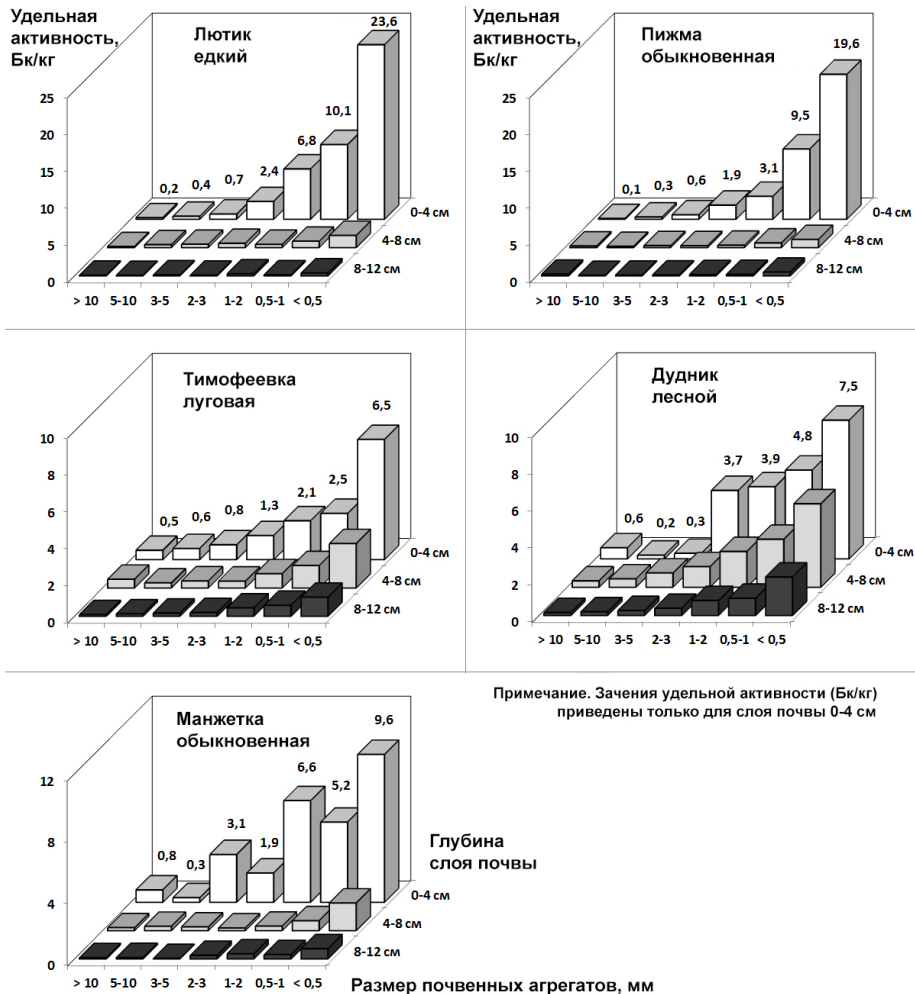 Удельная
активность,
Бк/кг
Лютик
едкий
25
20
15
10
5
0
0,2
0,4
0,7
2,4
6,8
10,1
23,6
0-4 см
4-8 см
8-12 см
> 10 5-10 3-5 2-3 1-2 0,5-1 < 0,5
Удельная
активность,
Бк/кг
Пижма
обыкновенная
25
20
15
10
5
0
0,1
0,3
0,6
1,9
3,1
9,5
19,6
0-4 см
4-8 см
8-12 см
> 10 5-10 3-5 2-3 1-2 0,5-1 < 0,5
Тимофеевка
луговая
10
8
6
4
2
0
0,5
0,6
0,8
1,3
2,1
2,5
6,5
0-4 см
4-8 см
8-12 см
> 10 5-10 3-5 2-3 1-2 0,5-1 < 0,5
Дудник
лесной
10
8
6
4
2
0
0,6
0,2
0,3
3,7
3,9
4,8
7,5
0-4 см
4-8 см
8-12 см
> 10 5-10 3-5 2-3 1-2 0,5-1 < 0,5
Манжетка
обыкновенная
12
8
4
0
0,8
0,3
3,1
1,9
6,6
5,2
9,6
0-4 см
4-8 см
8-12 см
> 10 5-10 3-5 2-3 1-2 0,5-1 < 0,5
Глубина
слоя почвы
Размер почвенных агрегатов, мм
Примечание. Зачения удельной активности (Бк/кг)
приведены только для слоя почвы 0-4 см